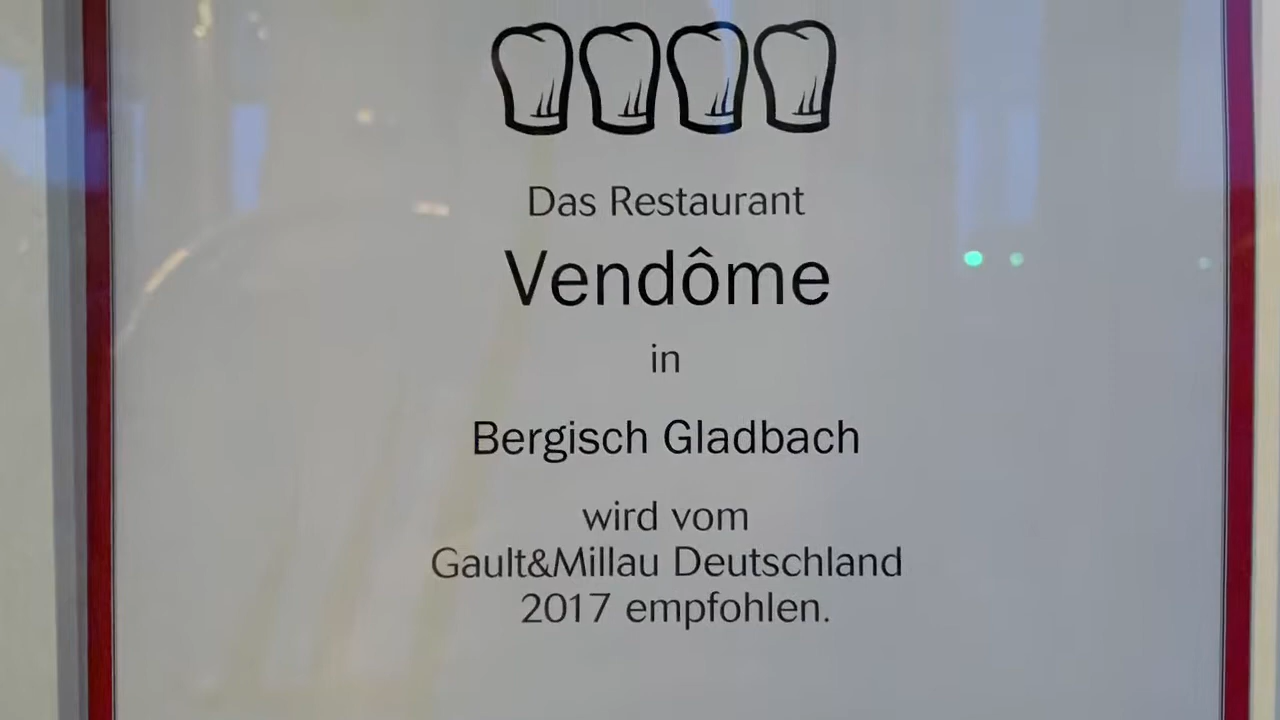 Das Restaurant
Vendôme
in
Bergisch Gladbach
wird vom
Gault&Millau Deutschland
2017 empfohlen.